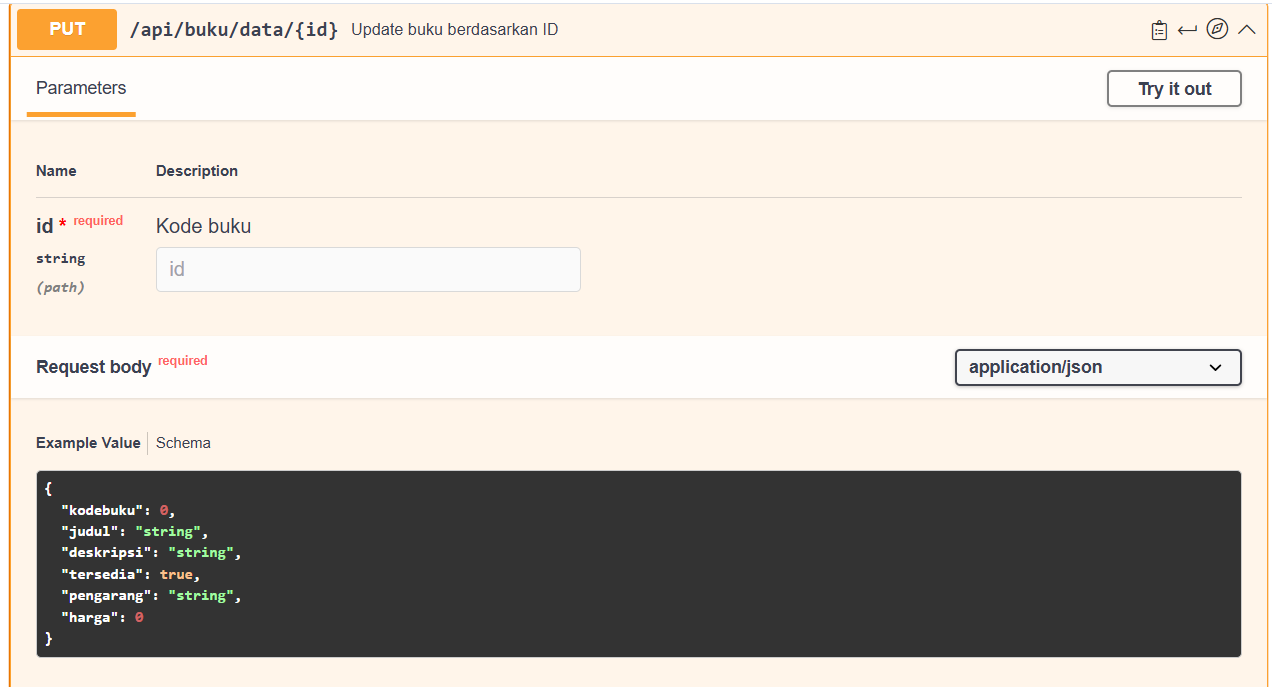 PUT /api/buku/data/{id} Update buku berdasarkan ID
Parameters Try it out
Name Description
id * required Kode buku
string id
(path)
Request body required application/json
Example Value Schema
{
  "kodebuku": 0,
  "judul": "string",
  "deskripsi": "string",
  "tersedia": true,
  "pengarang": "string",
  "harga": 0
}